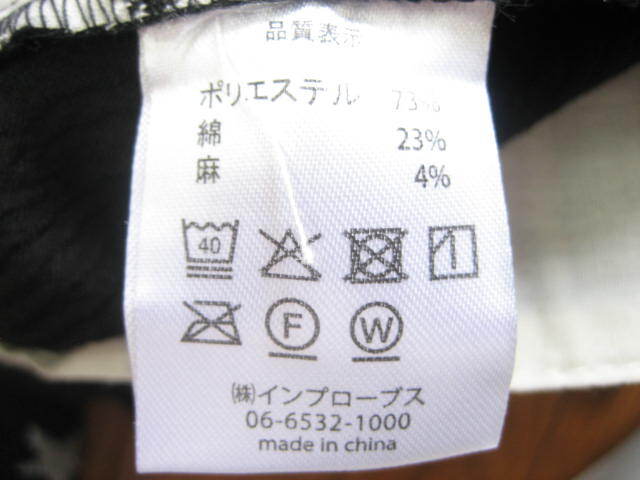 品質表示
ポリエステル 73%
綿 23%
麻 4%
40
F W
㈱インプローブス
06-6532-1000
made in china